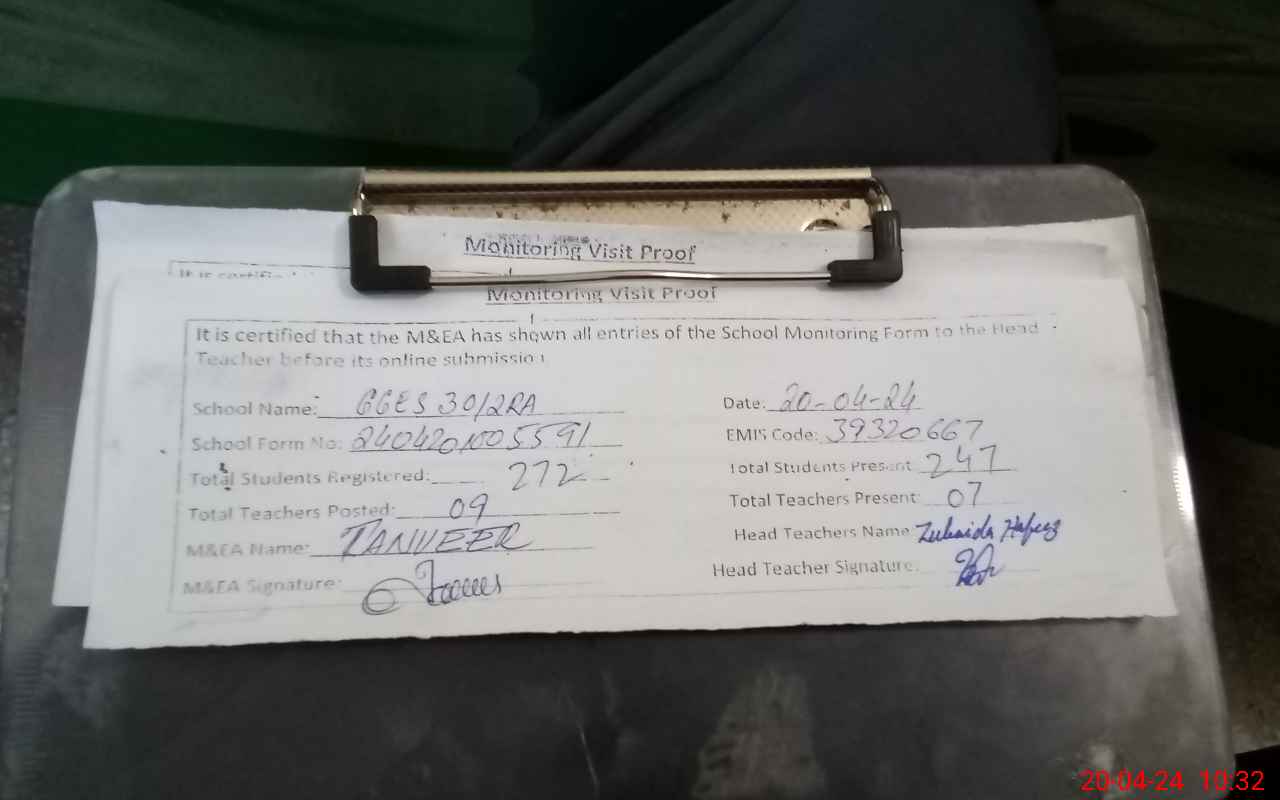 Monitoring Visit Proof
It is certifi
Monitoring Visit Proof
It is certified that the M&EA has shown all entries of the School Monitoring Form to the Head
Teacher before its online submission
School Name: GGES 30/2RA Date: 20-04-24
School Form No: EMIS Code: 39320667
Total Students Registered: 272 Total Students Present 247
Total Teachers Posted: 09 Total Teachers Present: 07
M&EA Name: TANVEER Head Teachers Name Zubaida Hafeez
M&EA Signature: Head Teacher Signature:
20-04-24 10:32